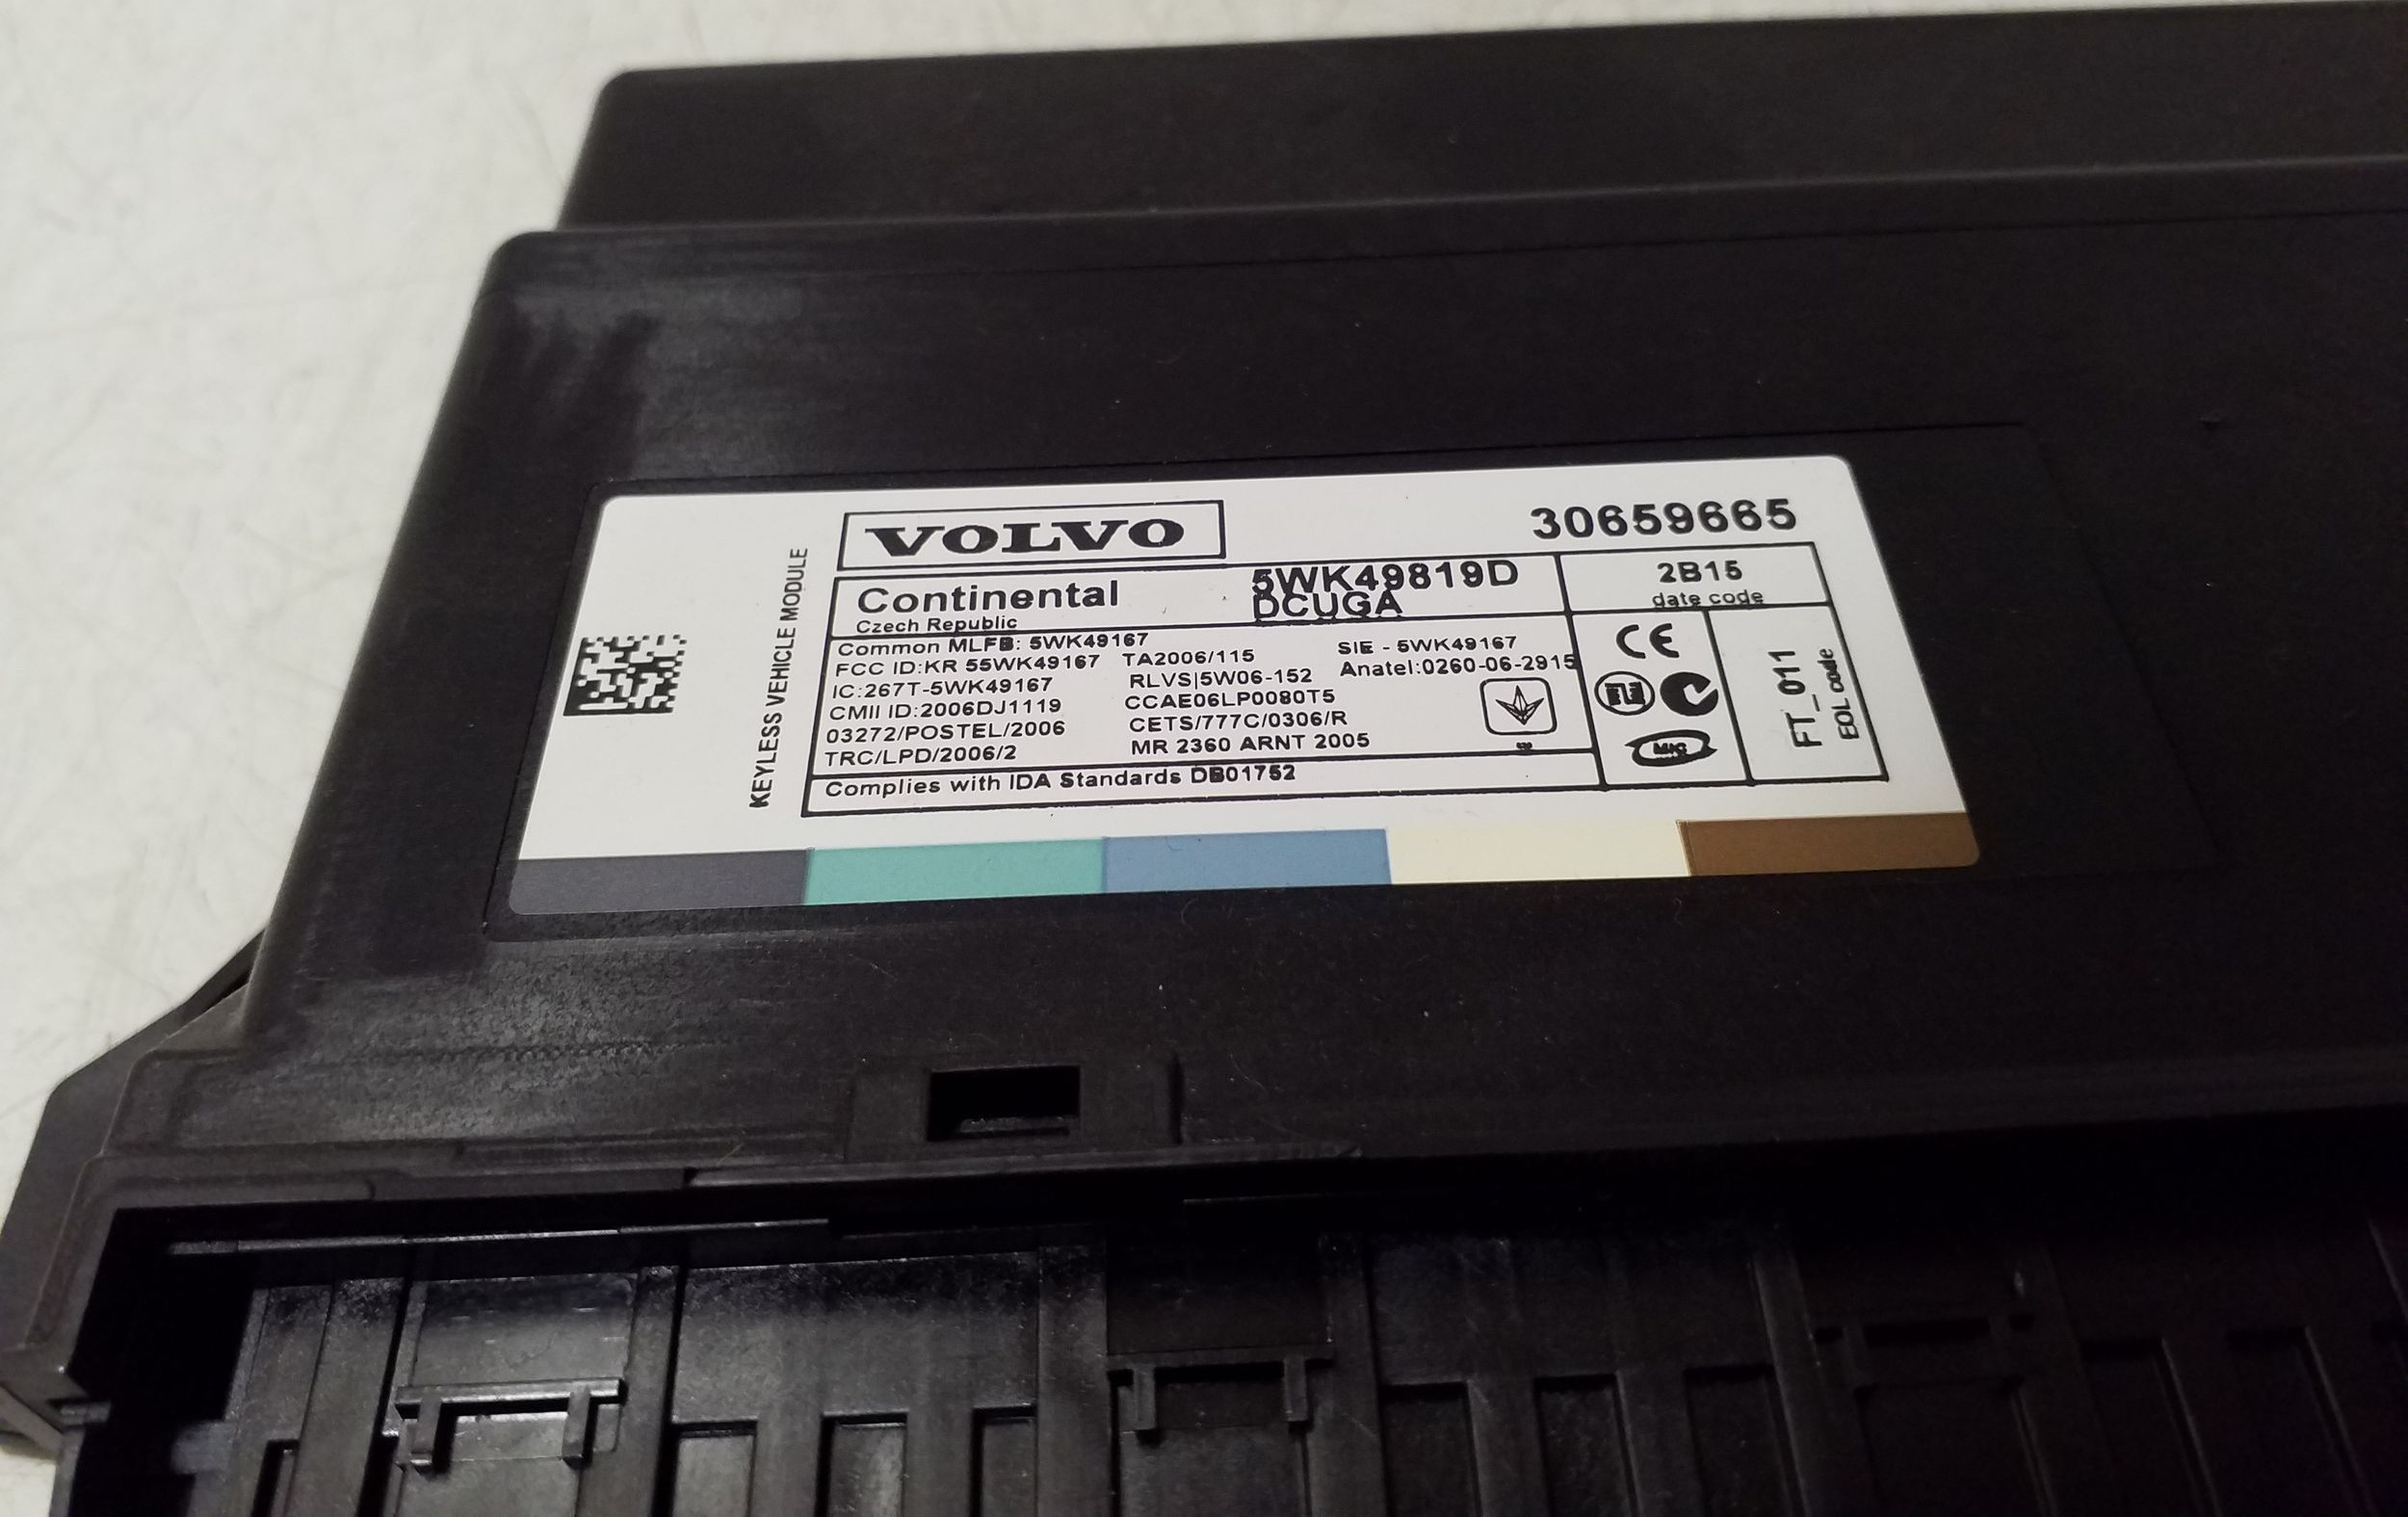 VOLVO
30659665
KEYLESS VEHICLE MODULE
Continental
Czech Republic
5WK49819D
DCUGA
2B15
date code
Common MLFB: 5WK49167
FCC ID:KR 55WK49167
IC:267T-5WK49167
CMII ID:2006DJ1119
03272/POSTEL/2006
TRC/LPD/2006/2
TA2006/115
RLVS|5W06-152
CCAE06LP0080T5
CETS/777C/0306/R
MR 2360 ARNT 2005
SIE - 5WK49167
Anatel:0260-06-2915
CE
FT_011
EOL code
Complies with IDA Standards DB01752